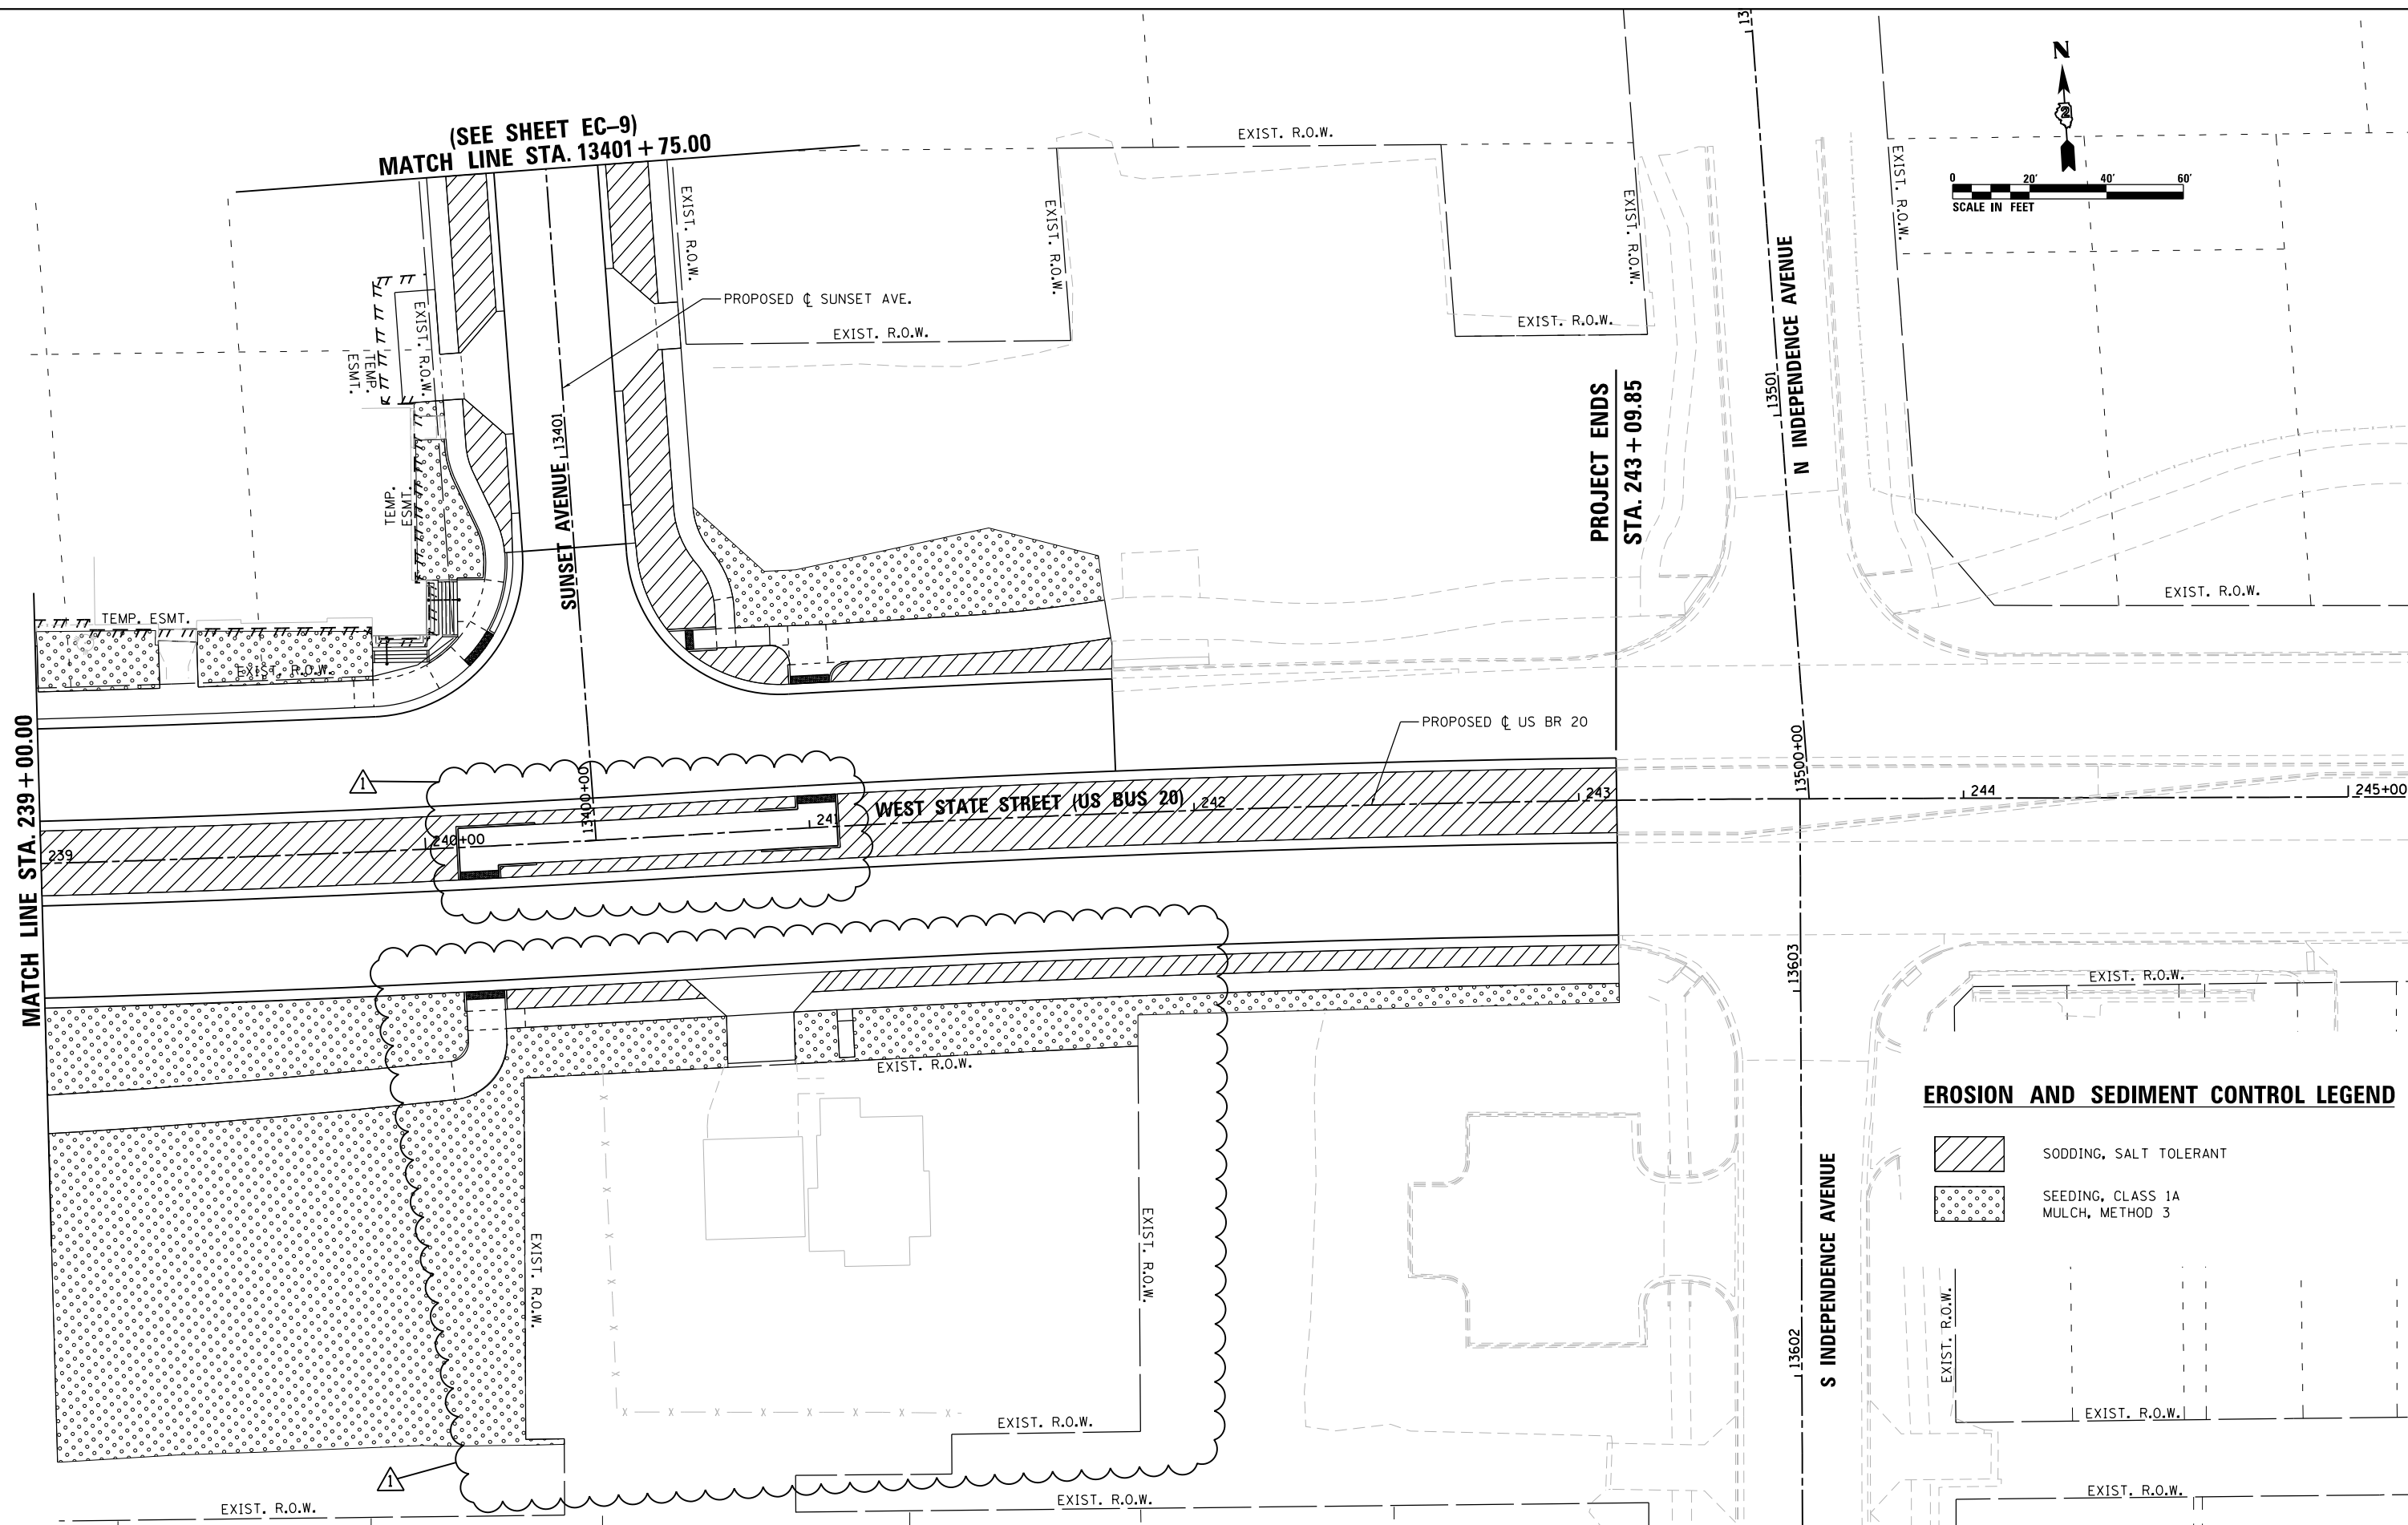 (SEE SHEET EC–9)
MATCH LINE STA. 13401 + 75.00
EXIST. R.O.W.
EXIST. R.O.W.
EXIST. R.O.W.
EXIST. R.O.W.
EXIST. R.O.W.
EXIST. R.O.W.
EXIST. R.O.W.
13
N
2
0 20' 40' 60'
SCALE IN FEET
N INDEPENDENCE AVENUE
13501
EXIST. R.O.W.
TEMP.
ESMT.
PROPOSED ℄ SUNSET AVE.
PROJECT ENDS
STA. 243 + 09.85
SUNSET AVENUE
13401
TEMP.
ESMT.
TEMP. ESMT.
EXIST. R.O.W.
EXIST. R.O.W.
MATCH LINE STA. 239 + 00.00
1
PROPOSED ℄ US BR 20
13400+00
13500+00
WEST STATE STREET (US BUS 20)
239
240+00
241
242
243
244
245+00
13603
EXIST. R.O.W.
EXIST. R.O.W.
EXIST. R.O.W.
EXIST. R.O.W.
EROSION AND SEDIMENT CONTROL LEGEND
SODDING, SALT TOLERANT
SEEDING, CLASS 1A
MULCH, METHOD 3
S INDEPENDENCE AVENUE
13602
EXIST. R.O.W.
EXIST. R.O.W.
EXIST. R.O.W.
1
EXIST. R.O.W.
EXIST. R.O.W.
EXIST. R.O.W.